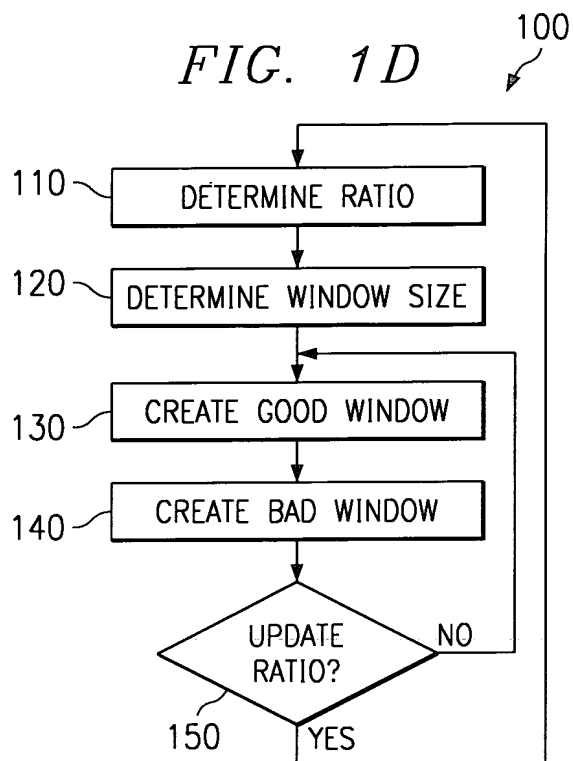 FIG. 1D
100
110
DETERMINE RATIO
120
DETERMINE WINDOW SIZE
130
CREATE GOOD WINDOW
140
CREATE BAD WINDOW
UPDATE
RATIO?
NO
150
YES